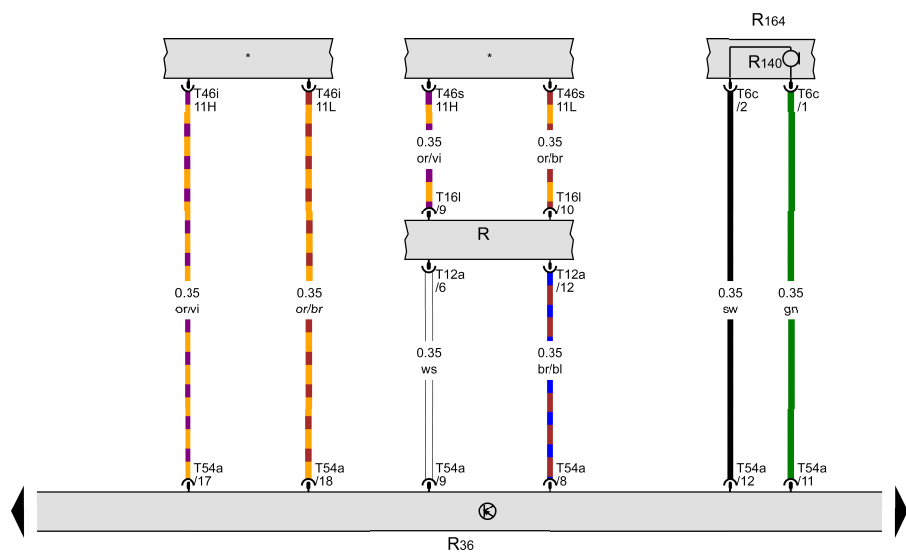 R164
*
*
R140
T46i
11H
T46i
11L
T46s
11H
T46s
11L
T6c
/2
T6c
/1
0.35
or/vi
0.35
or/br
T16l
/9
T16l
/10
R
T12a
/6
T12a
/12
0.35
or/vi
0.35
or/br
0.35
sw
0.35
gn
0.35
ws
0.35
br/bl
T54a
/17
T54a
/18
T54a
/9
T54a
/8
T54a
/12
T54a
/11
R36